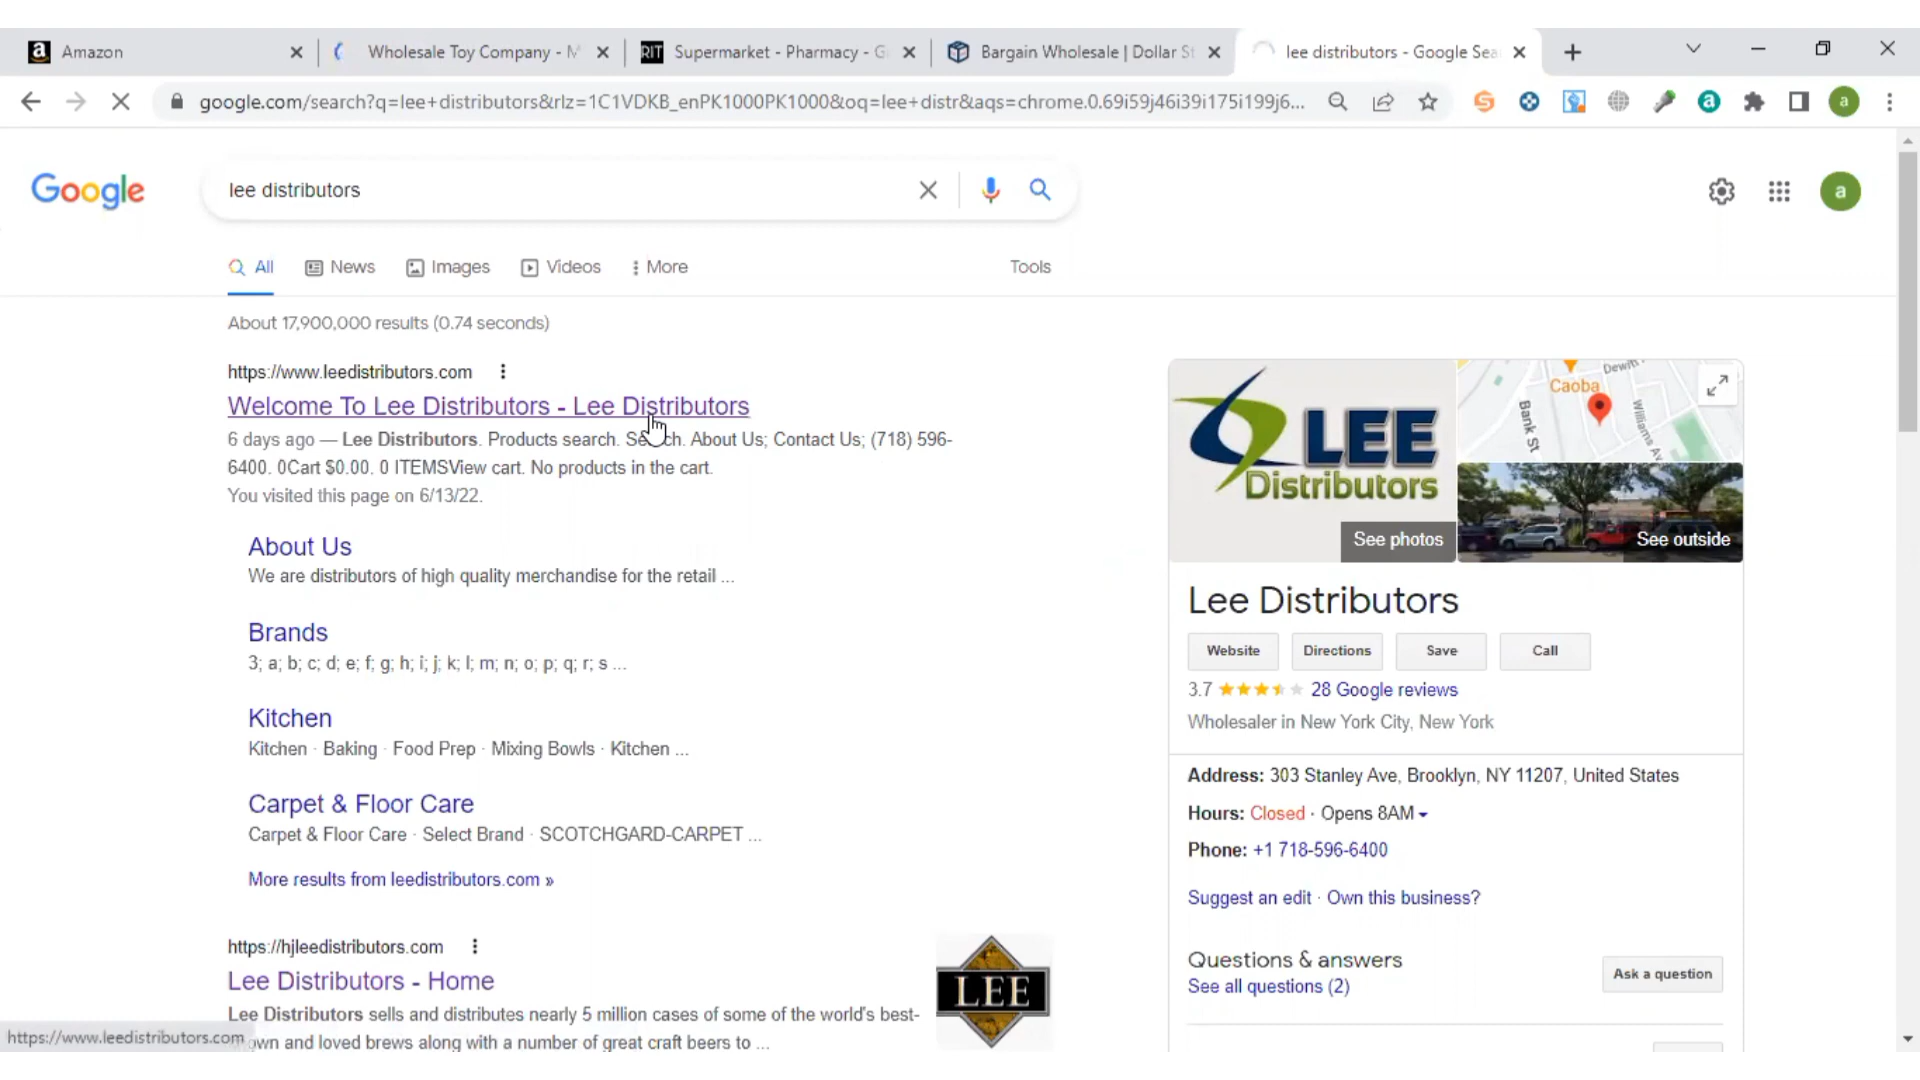 Amazon
Wholesale Toy Company - M
RIT Supermarket - Pharmacy - G
Bargain Wholesale | Dollar St
lee distributors - Google Sea
google.com/search?q=lee+distributors&rlz=1C1VDKB_enPK1000PK1000&oq=lee+distr&aqs=chrome.0.69i59j46i39i175i199j6...
a
Google
lee distributors
a
All
News
Images
Videos
More
Tools
About 17,900,000 results (0.74 seconds)
https://www.leedistributors.com
Welcome To Lee Distributors - Lee Distributors
6 days ago — Lee Distributors. Products search. Search. About Us; Contact Us; (718) 596-
6400. 0Cart $0.00. 0 ITEMSView cart. No products in the cart.
You visited this page on 6/13/22.
About Us
We are distributors of high quality merchandise for the retail ...
Brands
3; a; b; c; d; e; f; g; h; i; j; k; l; m; n; o; p; q; r; s ...
Kitchen
Kitchen · Baking · Food Prep · Mixing Bowls · Kitchen ...
Carpet & Floor Care
Carpet & Floor Care · Select Brand · SCOTCHGARD-CARPET ...
More results from leedistributors.com »
https://hjleedistributors.com
Lee Distributors - Home
Lee Distributors sells and distributes nearly 5 million cases of some of the world's best-
own and loved brews along with a number of great craft beers to ...
LEE
https://www.leedistributors.com
LEE
Distributors
See photos
Dewitt
Caoba
Bank St
Williams Av
See outside
Lee Distributors
Website
Directions
Save
Call
3.7
28 Google reviews
Wholesaler in New York City, New York
Address: 303 Stanley Ave, Brooklyn, NY 11207, United States
Hours: Closed · Opens 8AM
Phone: +1 718-596-6400
Suggest an edit · Own this business?
Questions & answers
See all questions (2)
Ask a question